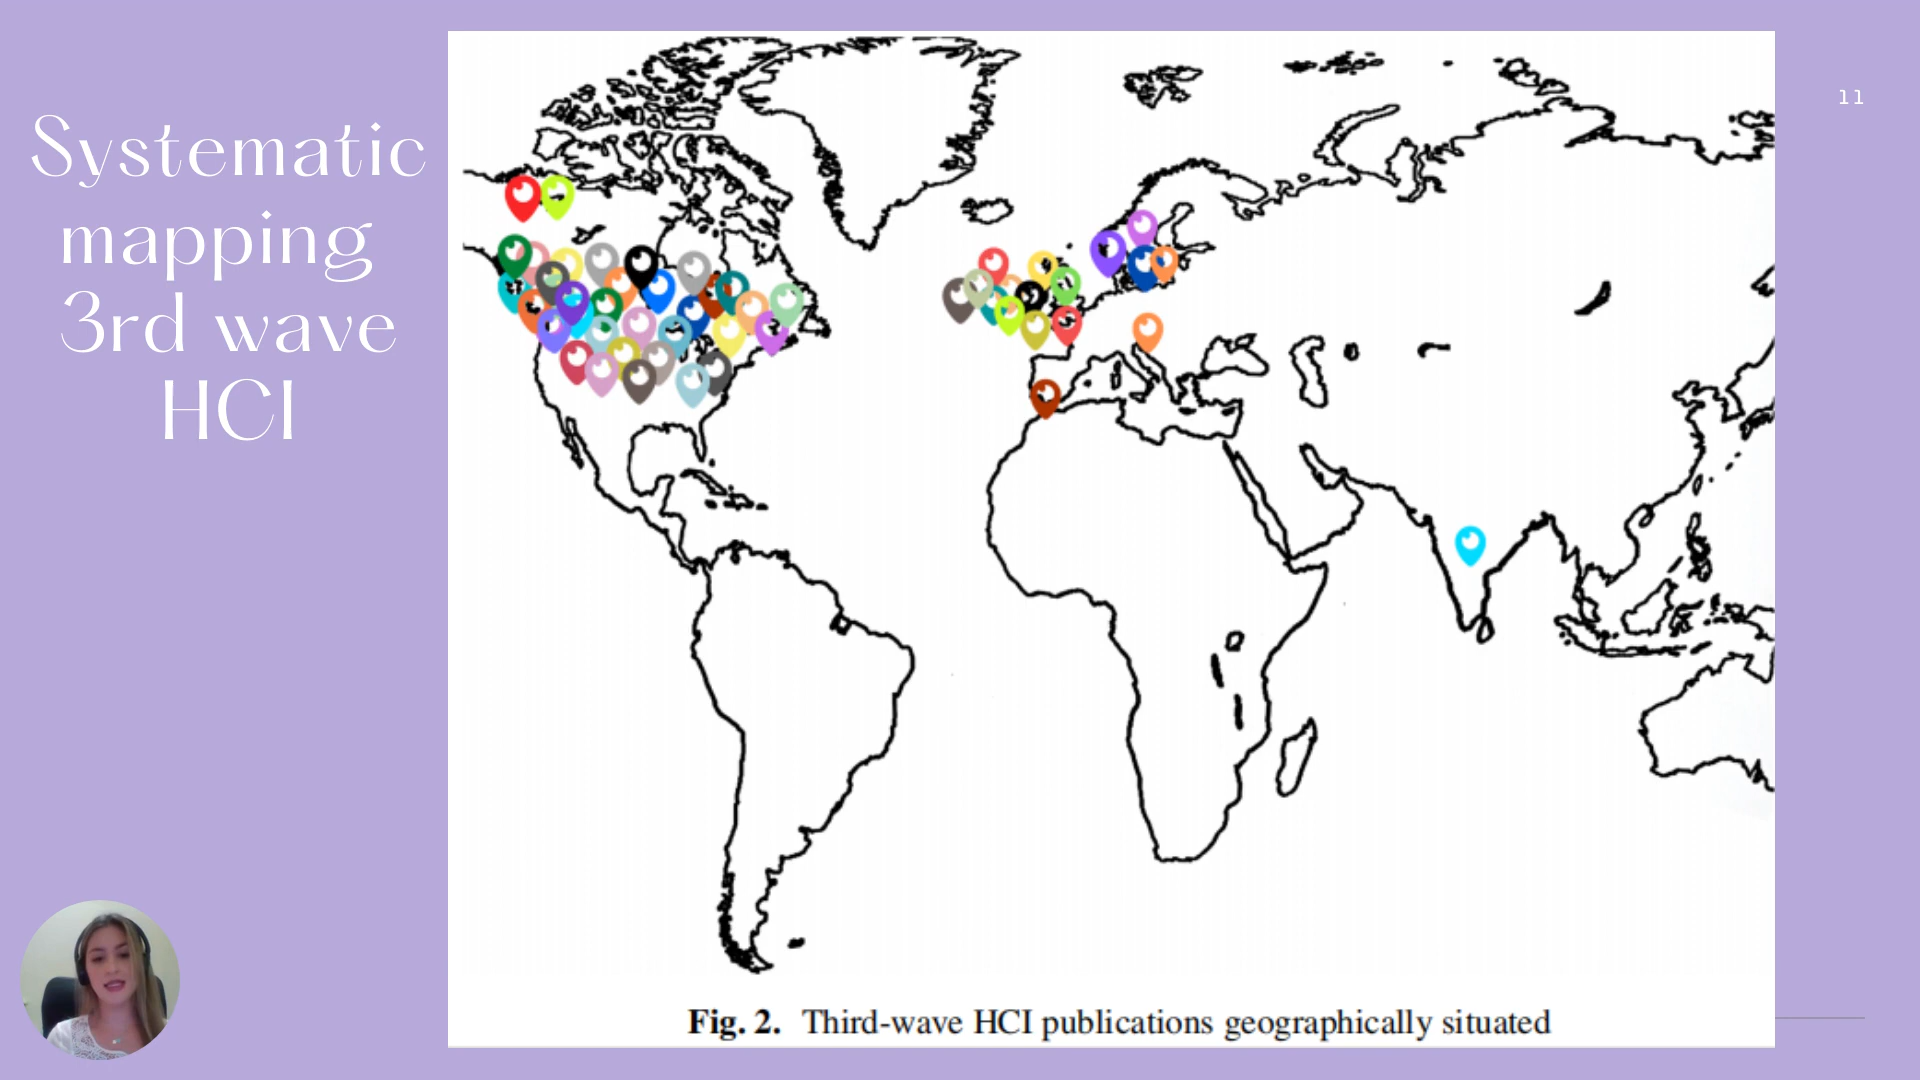 Systematic
mapping
3rd wave
HCI
11
Fig. 2. Third-wave HCI publications geographically situated